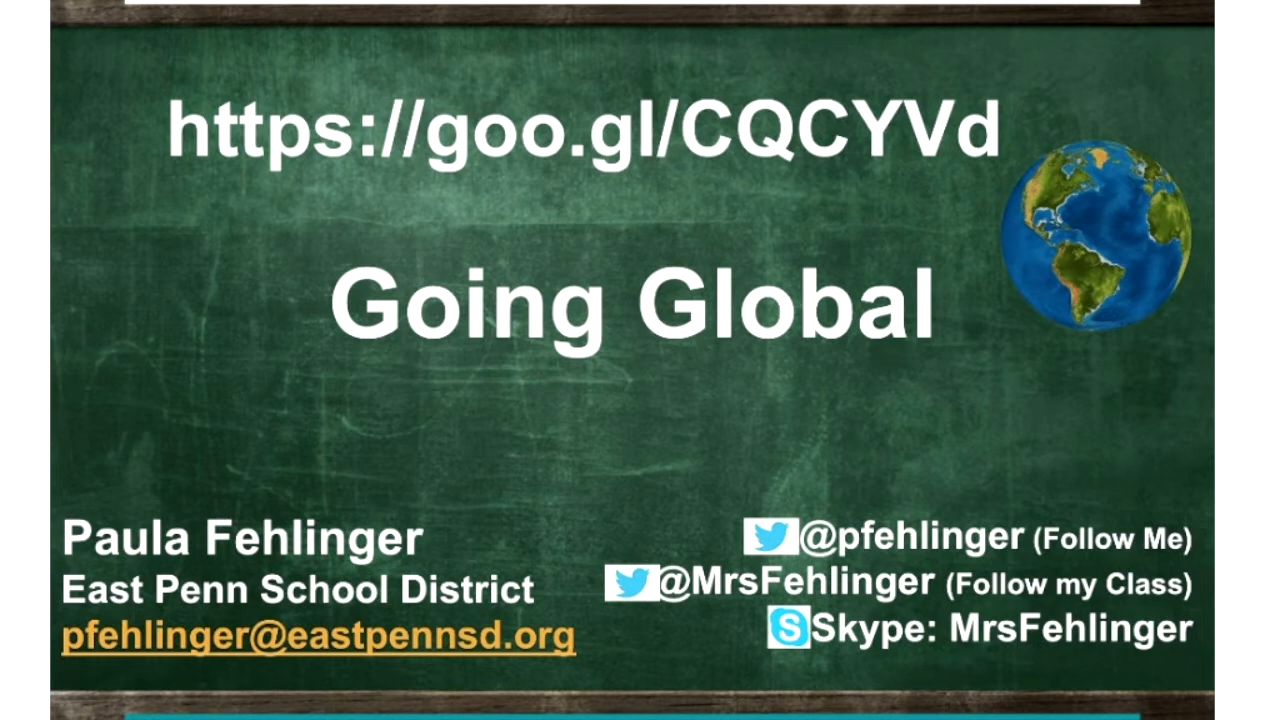 https://goo.gl/CQCYVd
Going Global
Paula Fehlinger
East Penn School District
pfehlinger@eastpennsd.org
@pfehlinger (Follow Me)
@MrsFehlinger (Follow my Class)
Skype: MrsFehlinger